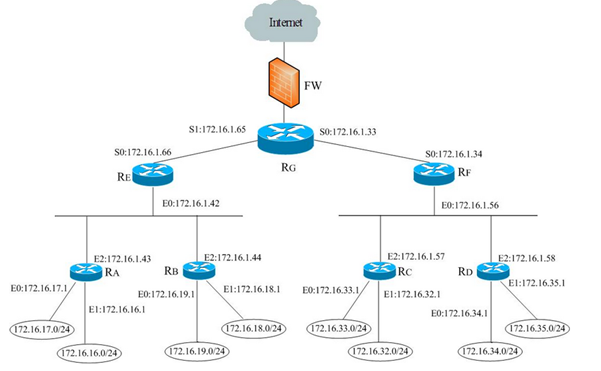 Internet
FW
S1:172.16.1.65
S0:172.16.1.33
RG
S0:172.16.1.66
S0:172.16.1.34
RE
RF
E0:172.16.1.42
E0:172.16.1.56
E2:172.16.1.43
E2:172.16.1.44
E2:172.16.1.57
E2:172.16.1.58
RA
RB
RC
RD
E0:172.16.17.1
E1:172.16.16.1
E0:172.16.19.1
E1:172.16.18.1
E0:172.16.33.1
E1:172.16.32.1
E0:172.16.34.1
E1:172.16.35.1
172.16.17.0/24
172.16.18.0/24
172.16.33.0/24
172.16.35.0/24
172.16.16.0/24
172.16.19.0/24
172.16.32.0/24
172.16.34.0/24